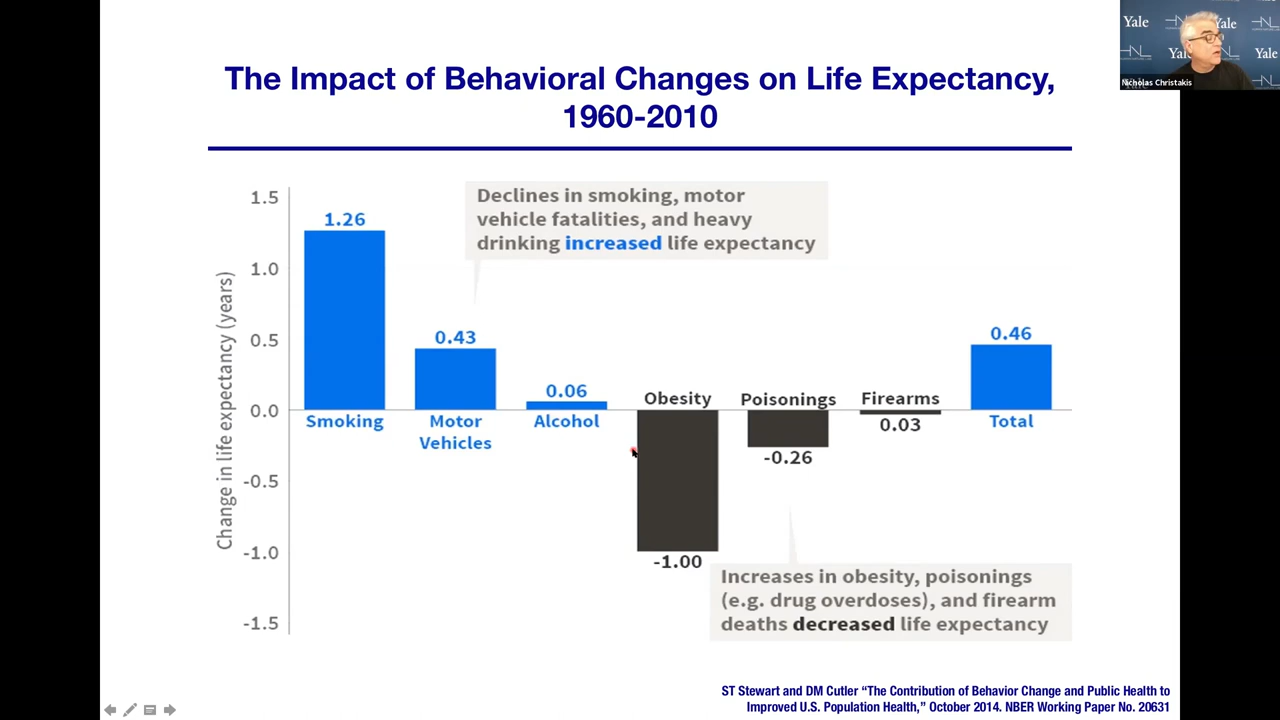 The Impact of Behavioral Changes on Life Expectancy,
1960-2010
Yale
Yale
Yale
Yale
Nicholas Christakis
Change in life expectancy (years)
1.5
1.0
0.5
0.0
-0.5
-1.0
-1.5
Declines in smoking, motor
vehicle fatalities, and heavy
drinking increased life expectancy
1.26
Smoking
0.43
Motor
Vehicles
0.06
Alcohol
Obesity
-1.00
Poisonings
-0.26
Firearms
0.03
0.46
Total
Increases in obesity, poisonings
(e.g. drug overdoses), and firearm
deaths decreased life expectancy
ST Stewart and DM Cutler “The Contribution of Behavior Change and Public Health to
Improved U.S. Population Health,” October 2014. NBER Working Paper No. 20631